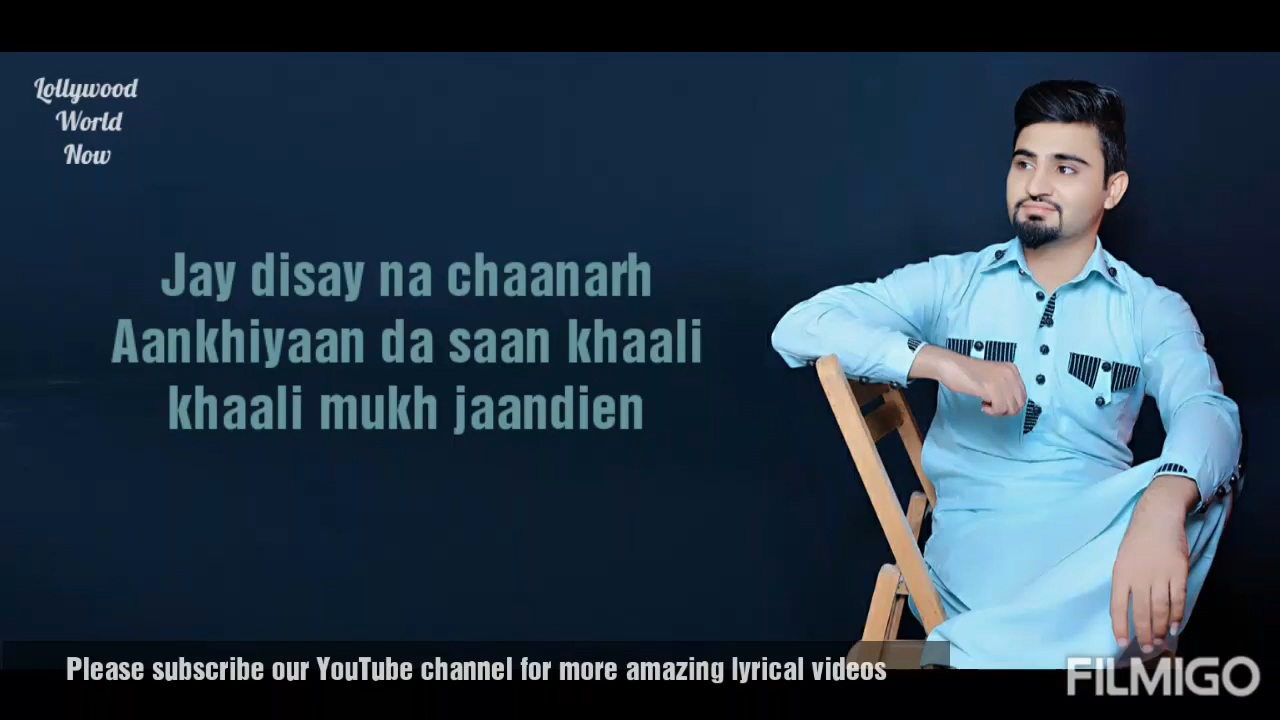 Lollywood
World
Now
Jay disay na chaanarh
Aankhiyaan da saan khaali
khaali mukh jaandien
Please subscribe our YouTube channel for more amazing lyrical videos
FILMIGO